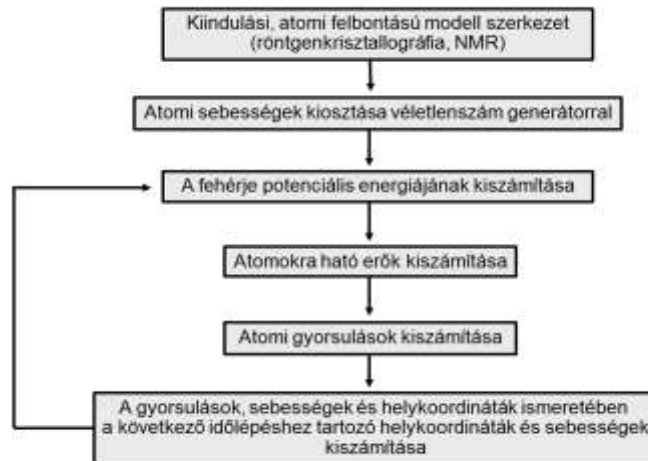 Kiindulási, atomi felbontású modell szerkezet
(röntgenkrisztallográfia, NMR)
Atomi sebességek kiosztása véletlenszám generátorral
A fehérje potenciális energiájának kiszámítása
Atomokra ható erők kiszámítása
Atomi gyorsulások kiszámítása
A gyorsulások, sebességek és helykoordináták ismeretében
a következő időlépéshez tartozó helykoordináták és sebességek
kiszámítása